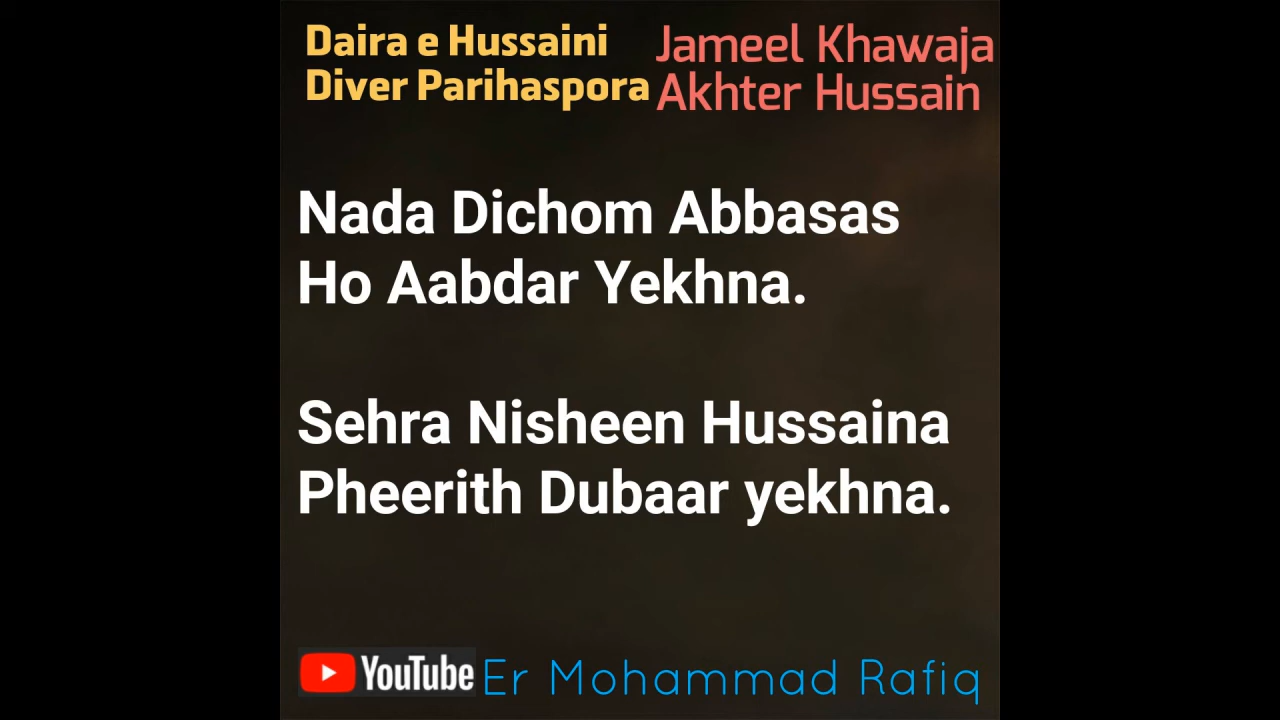 Daira e Hussaini
Diver Parihaspora
Jameel Khawaja
Akhter Hussain
Nada Dichom Abbasas
Ho Aabdar Yekhna.
Sehra Nisheen Hussaina
Pheerith Dubaar yekhna.
YouTube Er Mohammad Rafiq